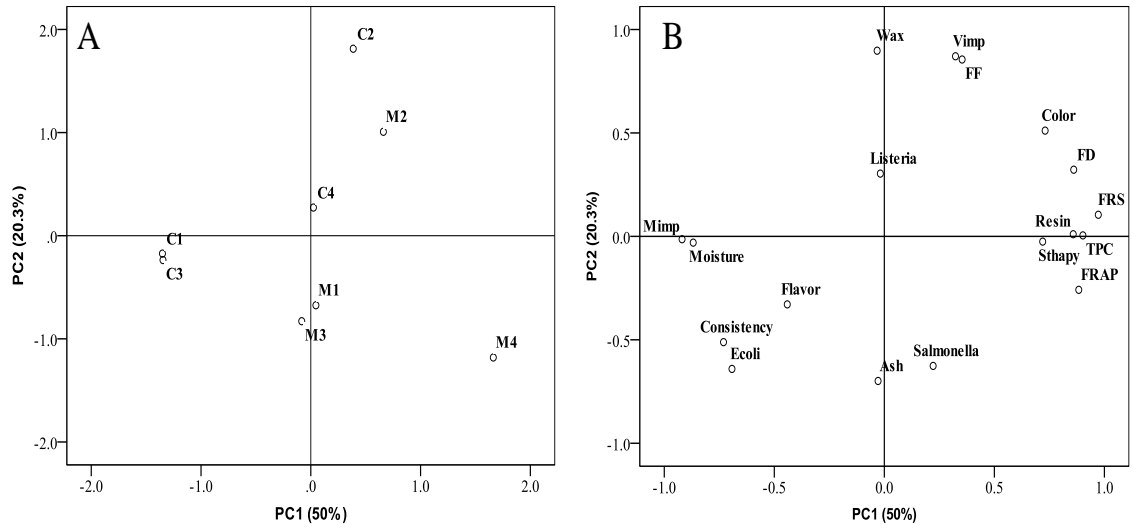 A
2.0
1.0
.0
-1.0
-2.0
-2.0
-1.0
.0
1.0
2.0
PC2 (20.3%)
PC1 (50%)
C2
M2
C4
C1
C3
M1
M3
M4
B
1.0
0.5
0.0
-0.5
-1.0
-1.0
-0.5
0.0
0.5
1.0
PC2 (20.3%)
PC1 (50%)
Wax
Vimp
FF
Color
Listeria
FD
FRS
Resin
Mimp
Moisture
Sthapy
TPC
FRAP
Flavor
Consistency
Ecoli
Salmonella
Ash